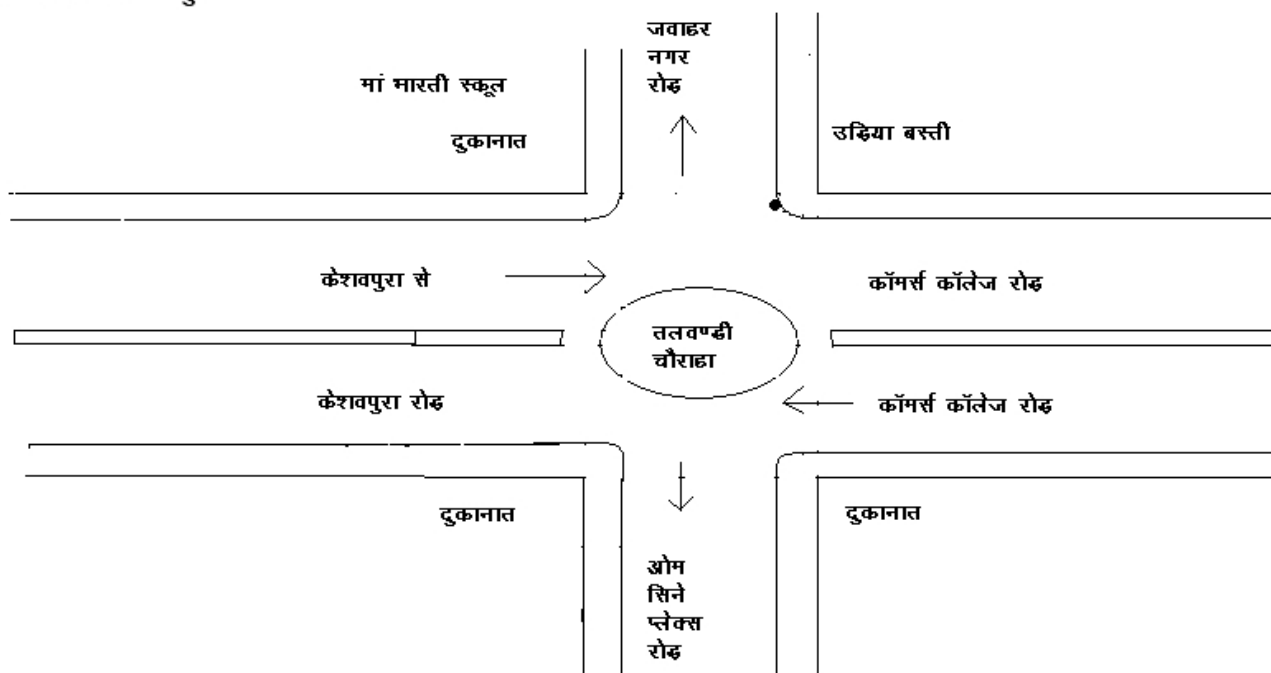 जवाहर
नगर
रोड़
मां भारती स्कूल
दुकानात
उड़िया बस्ती
केशवपुरा से
कॉमर्स कॉलेज रोड़
तलवण्डी
चौराहा
केशवपुरा रोड़
कॉमर्स कॉलेज रोड़
दुकानात
दुकानात
ओम
सिने
प्लेक्स
रोड़